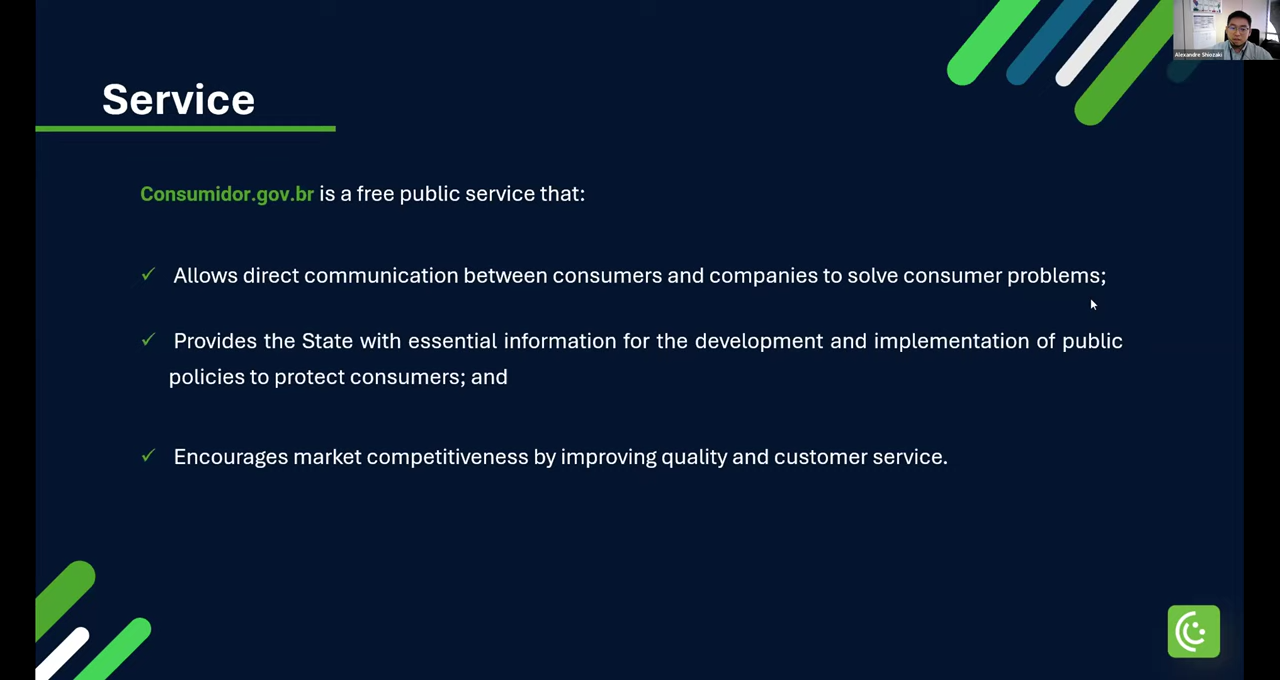 Alexandre Shiozaki
Service
Consumidor.gov.br is a free public service that:
✓ Allows direct communication between consumers and companies to solve consumer problems;
✓ Provides the State with essential information for the development and implementation of public
policies to protect consumers; and
✓ Encourages market competitiveness by improving quality and customer service.